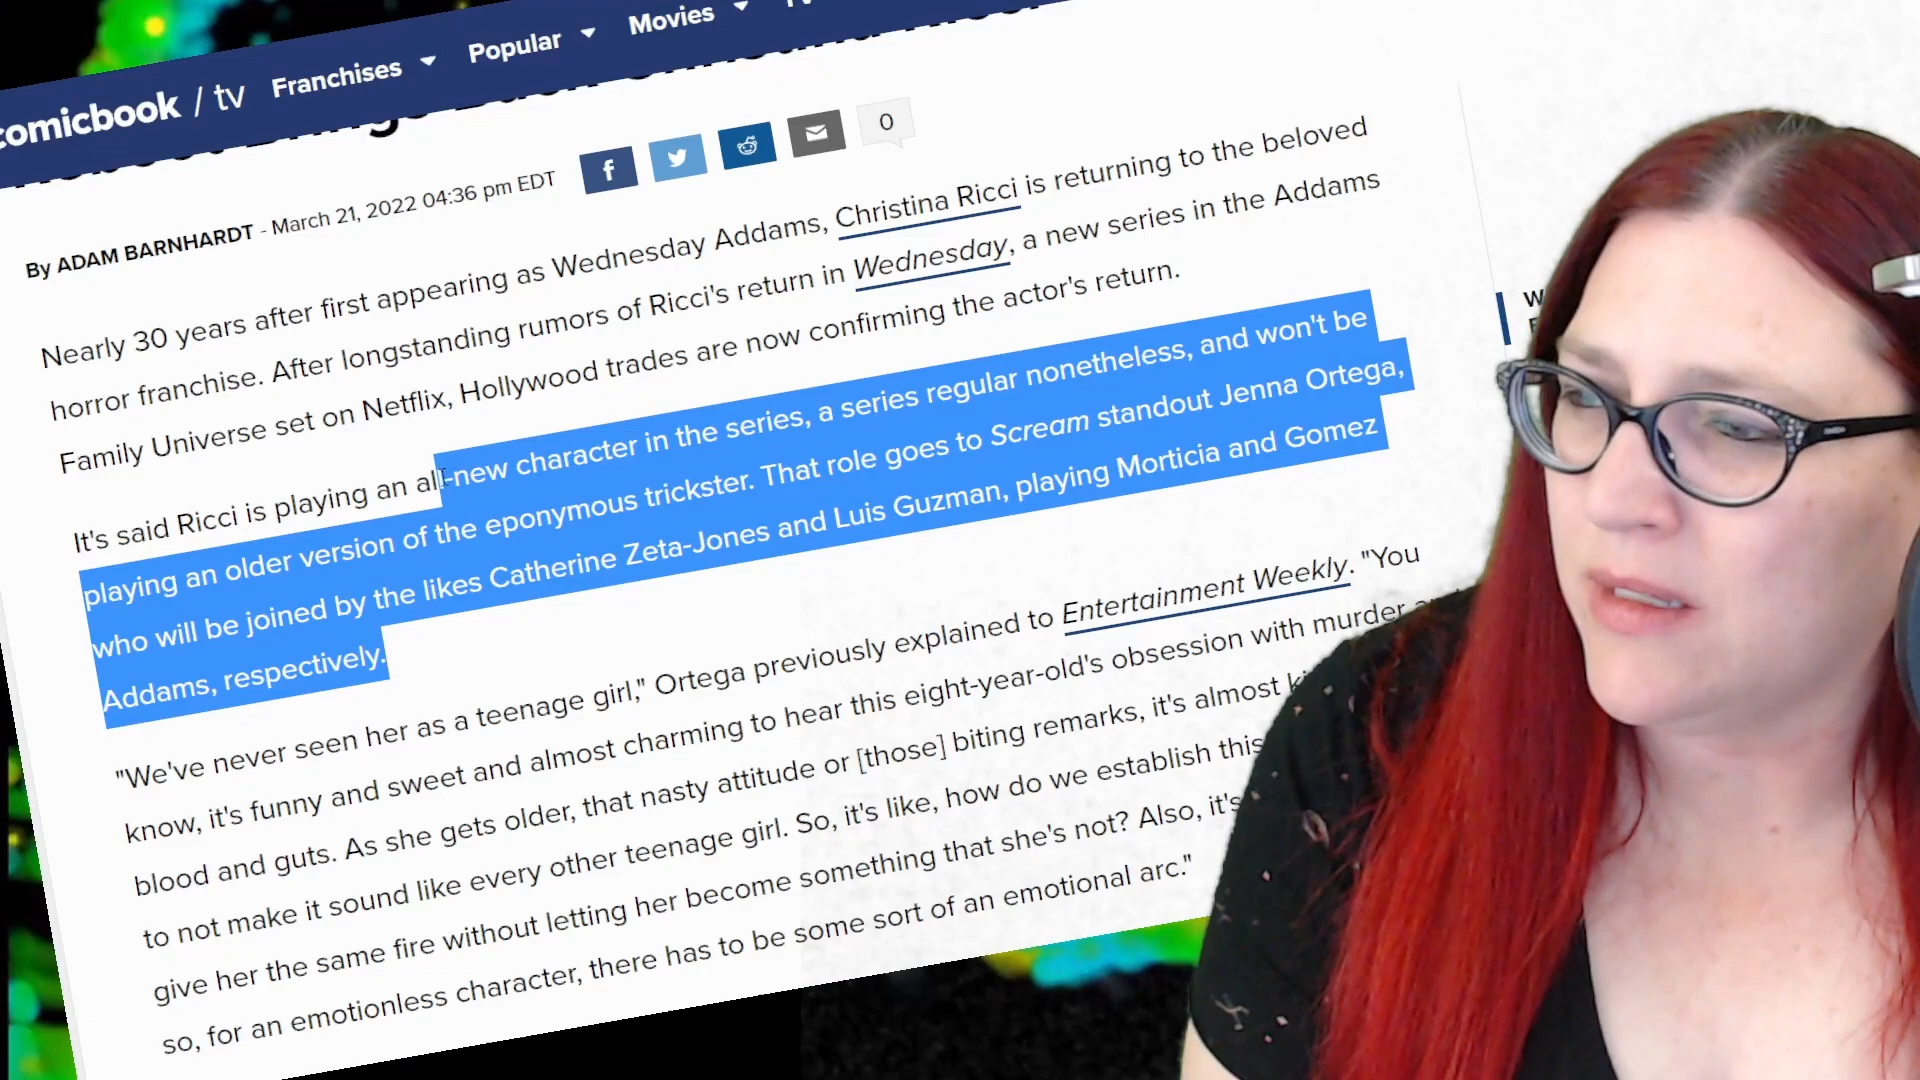 comicbook / tv Franchises Popular Movies TV
By ADAM BARNHARDT - March 21, 2022 04:36 pm EDT
f 0
Nearly 30 years after first appearing as Wednesday Addams, Christina Ricci is returning to the beloved
horror franchise. After longstanding rumors of Ricci's return in Wednesday, a new series in the Addams
Family Universe set on Netflix, Hollywood trades are now confirming the actor's return.
It's said Ricci is playing an all-new character in the series, a series regular nonetheless, and won't be
playing an older version of the eponymous trickster. That role goes to Scream standout Jenna Ortega,
who will be joined by the likes Catherine Zeta-Jones and Luis Guzman, playing Morticia and Gomez
Addams, respectively.
"We've never seen her as a teenage girl," Ortega previously explained to Entertainment Weekly. "You
know, it's funny and sweet and almost charming to hear this eight-year-old's obsession with murder
blood and guts. As she gets older, that nasty attitude or [those] biting remarks, it's almost
to not make it sound like every other teenage girl. So, it's like, how do we establish this
give her the same fire without letting her become something that she's not? Also, it's
so, for an emotionless character, there has to be some sort of an emotional arc."